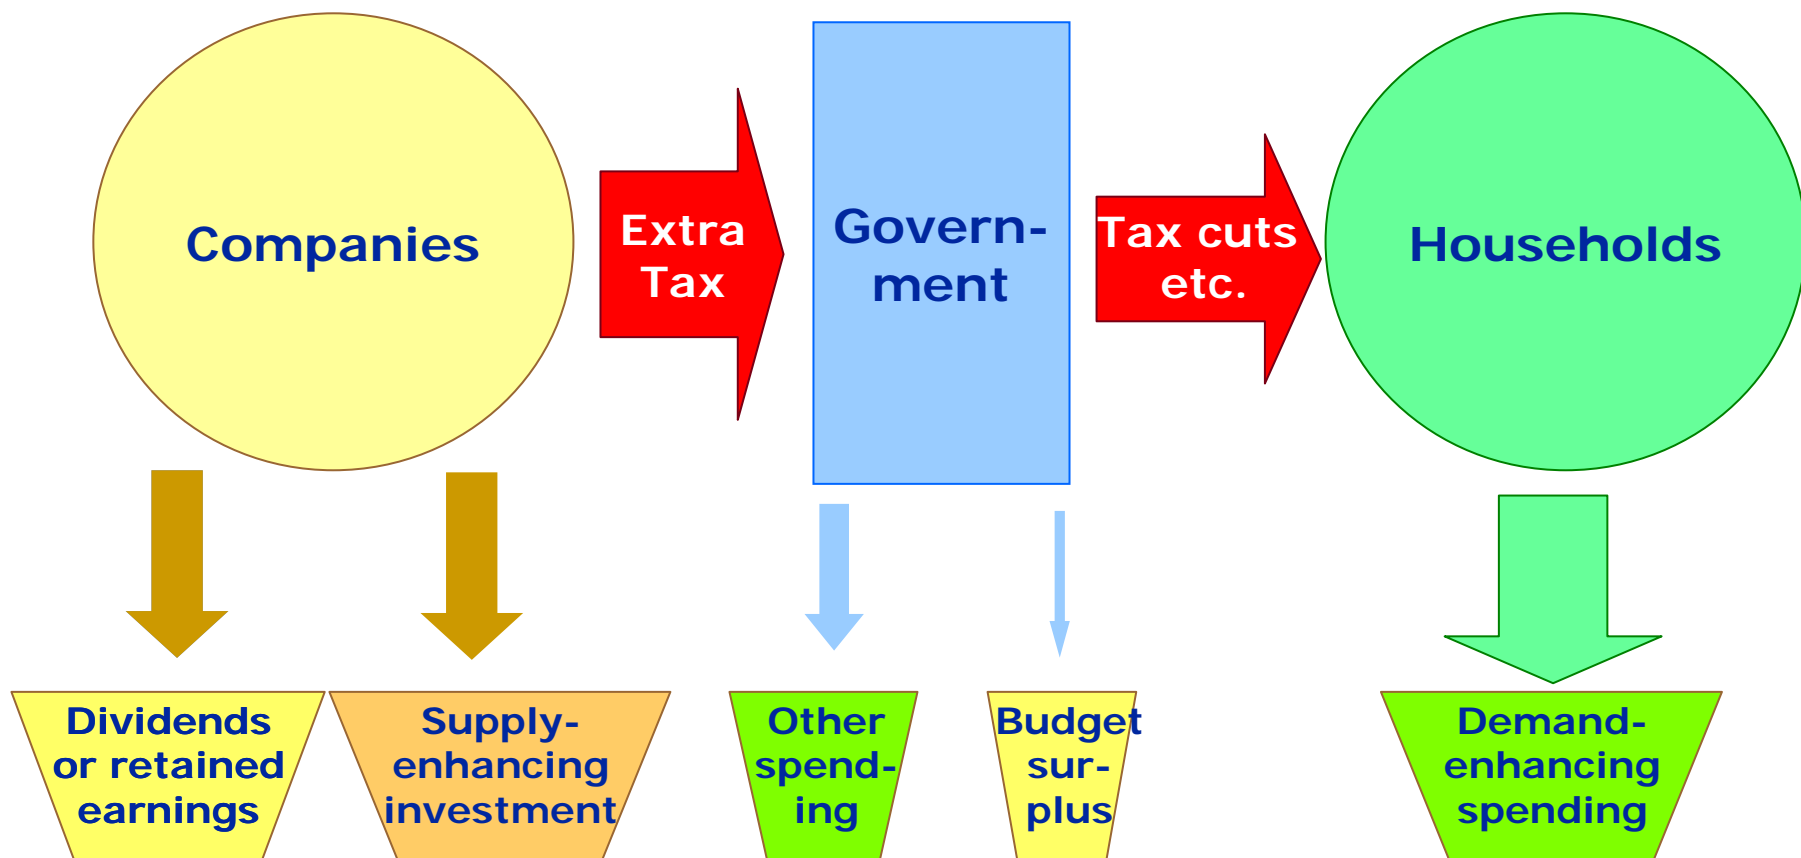 Companies
Extra
Tax
Govern-
ment
Tax cuts
etc.
Households
Dividends
or retained
earnings
Supply-
enhancing
investment
Other
spend-
ing
Budget
sur-
plus
Demand-
enhancing
spending